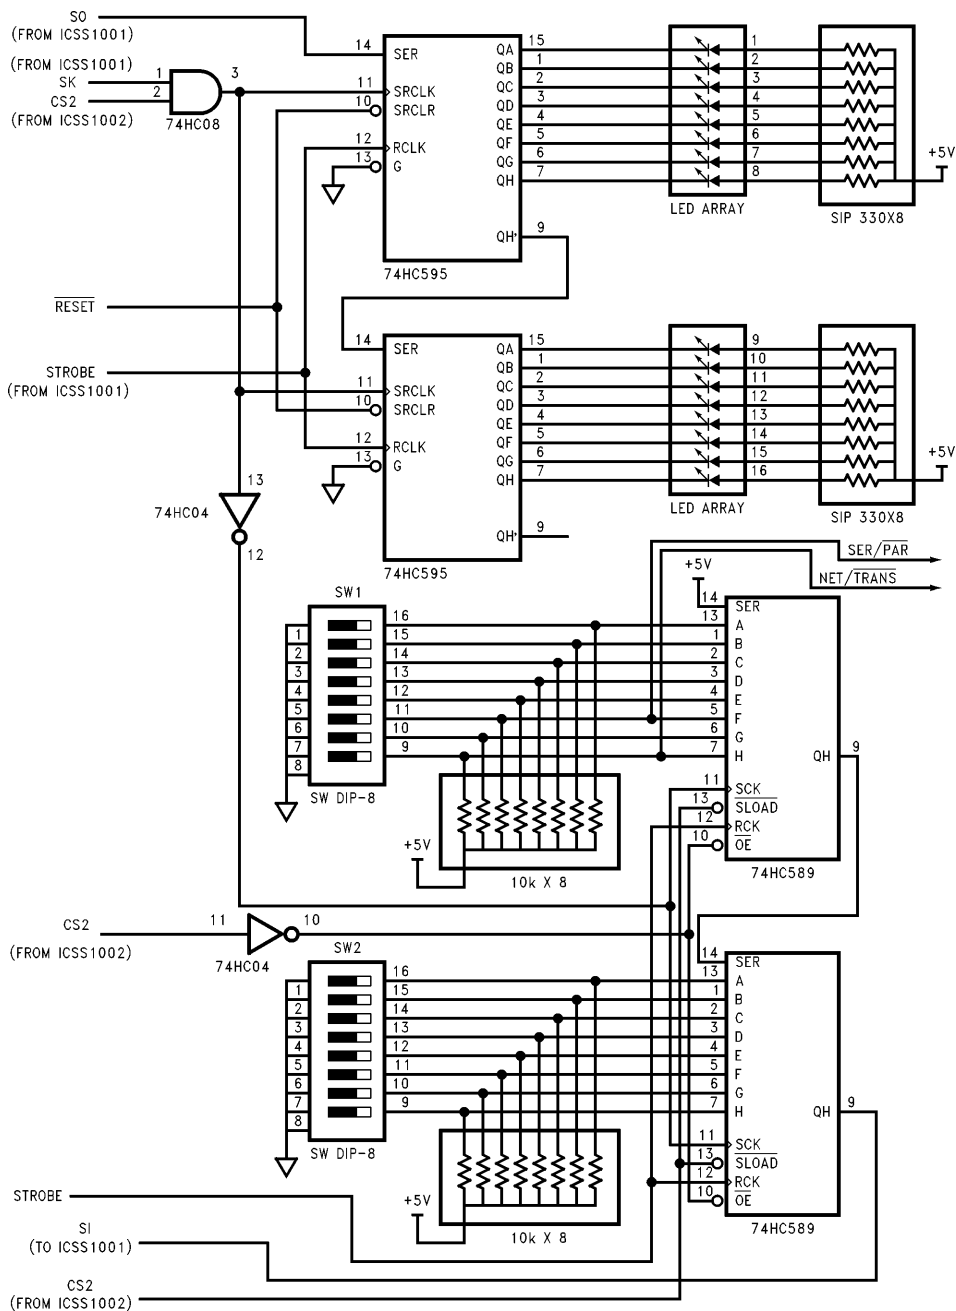 SO
(FROM ICSS1001)
(FROM ICSS1001)
SK
CS2
(FROM ICSS1002)
1
2
3
74HC08
14 SER
11 SRCLK
10 SRCLR
12 RCLK
13 G
QA 15
QB 1
QC 2
QD 3
QE 4
QF 5
QG 6
QH 7
QH' 9
74HC595
1
2
3
4
5
6
7
8
LED ARRAY
+5V
SIP 330X8
RESET
STROBE
(FROM ICSS1001)
14 SER
11 SRCLK
10 SRCLR
12 RCLK
13 G
QA 15
QB 1
QC 2
QD 3
QE 4
QF 5
QG 6
QH 7
QH' 9
74HC595
9
10
11
12
13
14
15
16
LED ARRAY
+5V
SIP 330X8
13
74HC04
12
SER/PAR
NET/TRANS
+5V
SW1
1
2
3
4
5
6
7
8
16
15
14
13
12
11
10
9
SW DIP-8
+5V
10k X 8
14 SER
13 A
1 B
2 C
3 D
4 E
5 F
6 G
7 H
QH 9
11 SCK
13 SLOAD
12 RCK
10 OE
74HC589
CS2
(FROM ICSS1002)
11
10
74HC04
SW2
1
2
3
4
5
6
7
8
16
15
14
13
12
11
10
9
SW DIP-8
+5V
10k X 8
14 SER
13 A
1 B
2 C
3 D
4 E
5 F
6 G
7 H
QH 9
11 SCK
13 SLOAD
12 RCK
10 OE
74HC589
STROBE
SI
(TO ICSS1001)
CS2
(FROM ICSS1002)